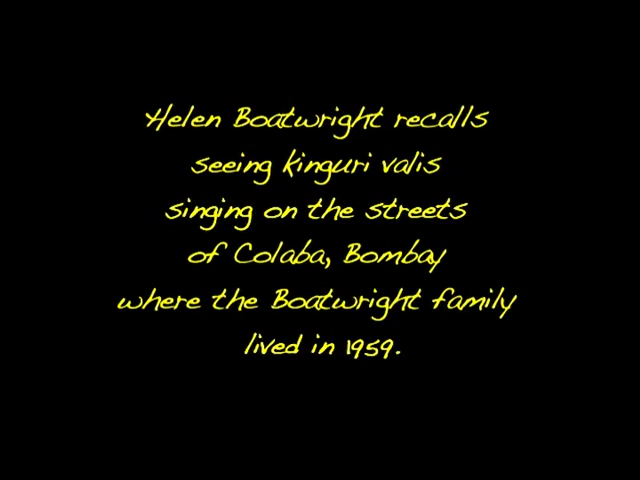 Helen Boatwright recalls
seeing kinguri valis
singing on the streets
of Colaba, Bombay
where the Boatwright family
lived in 1959.